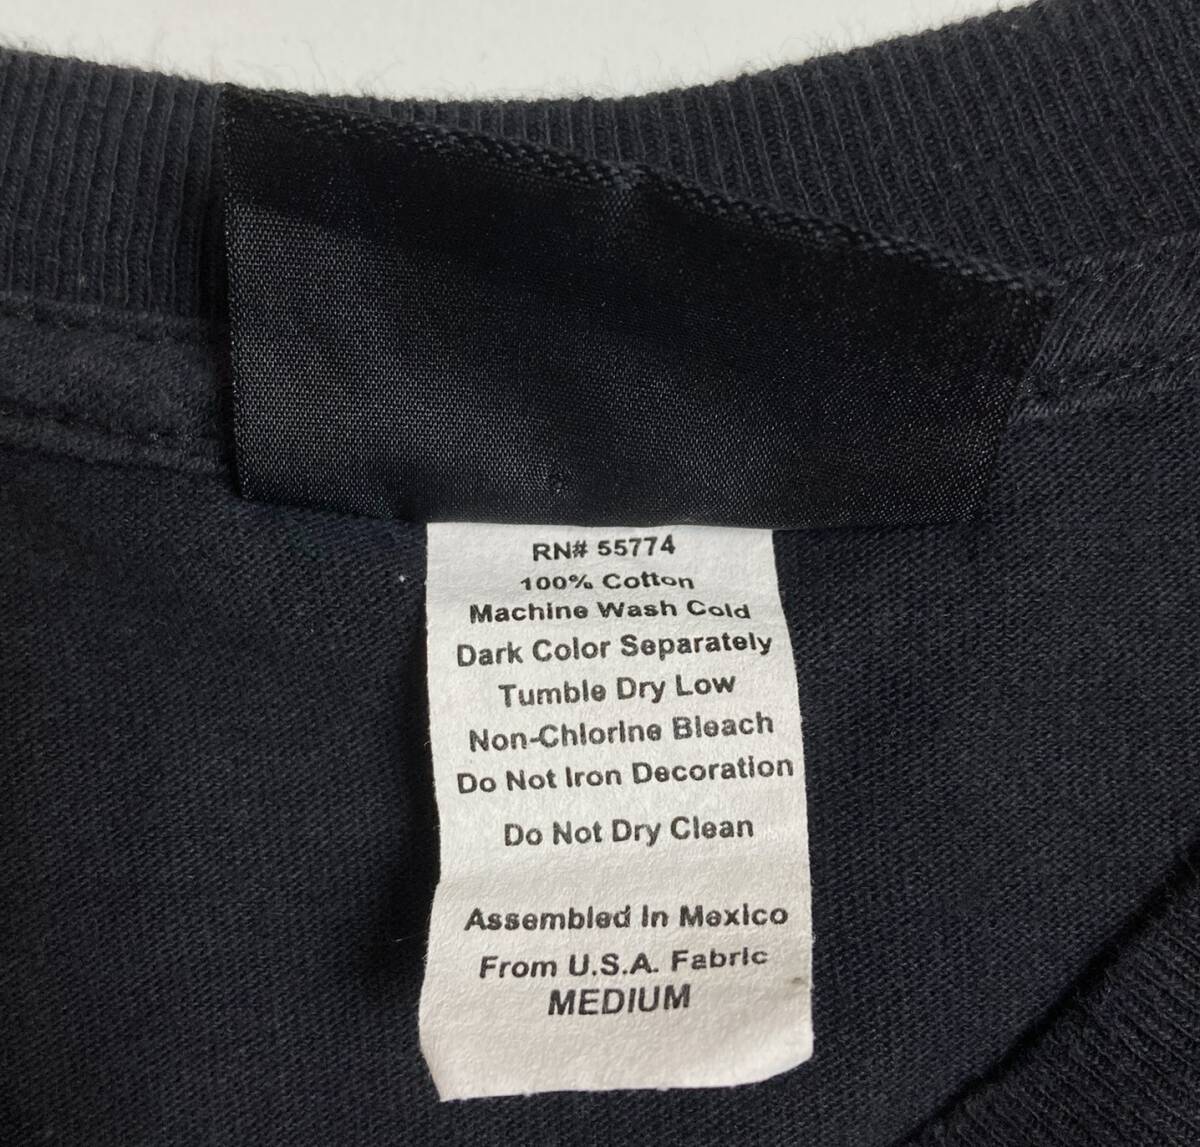 RN# 55774
100% Cotton
Machine Wash Cold
Dark Color Separately
Tumble Dry Low
Non-Chlorine Bleach
Do Not Iron Decoration
Do Not Dry Clean
Assembled In Mexico
From U.S.A. Fabric
MEDIUM